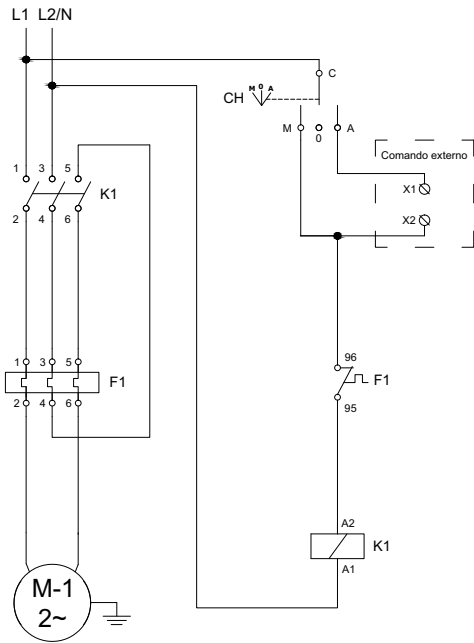 L1 L2/N
C
CH M 0 A
M 0 A
Comando externo
X1
X2
1 3 5
K1
2 4 6
96
F1
95
1 3 5
F1
2 4 6
A2
K1
A1
M-1
2~